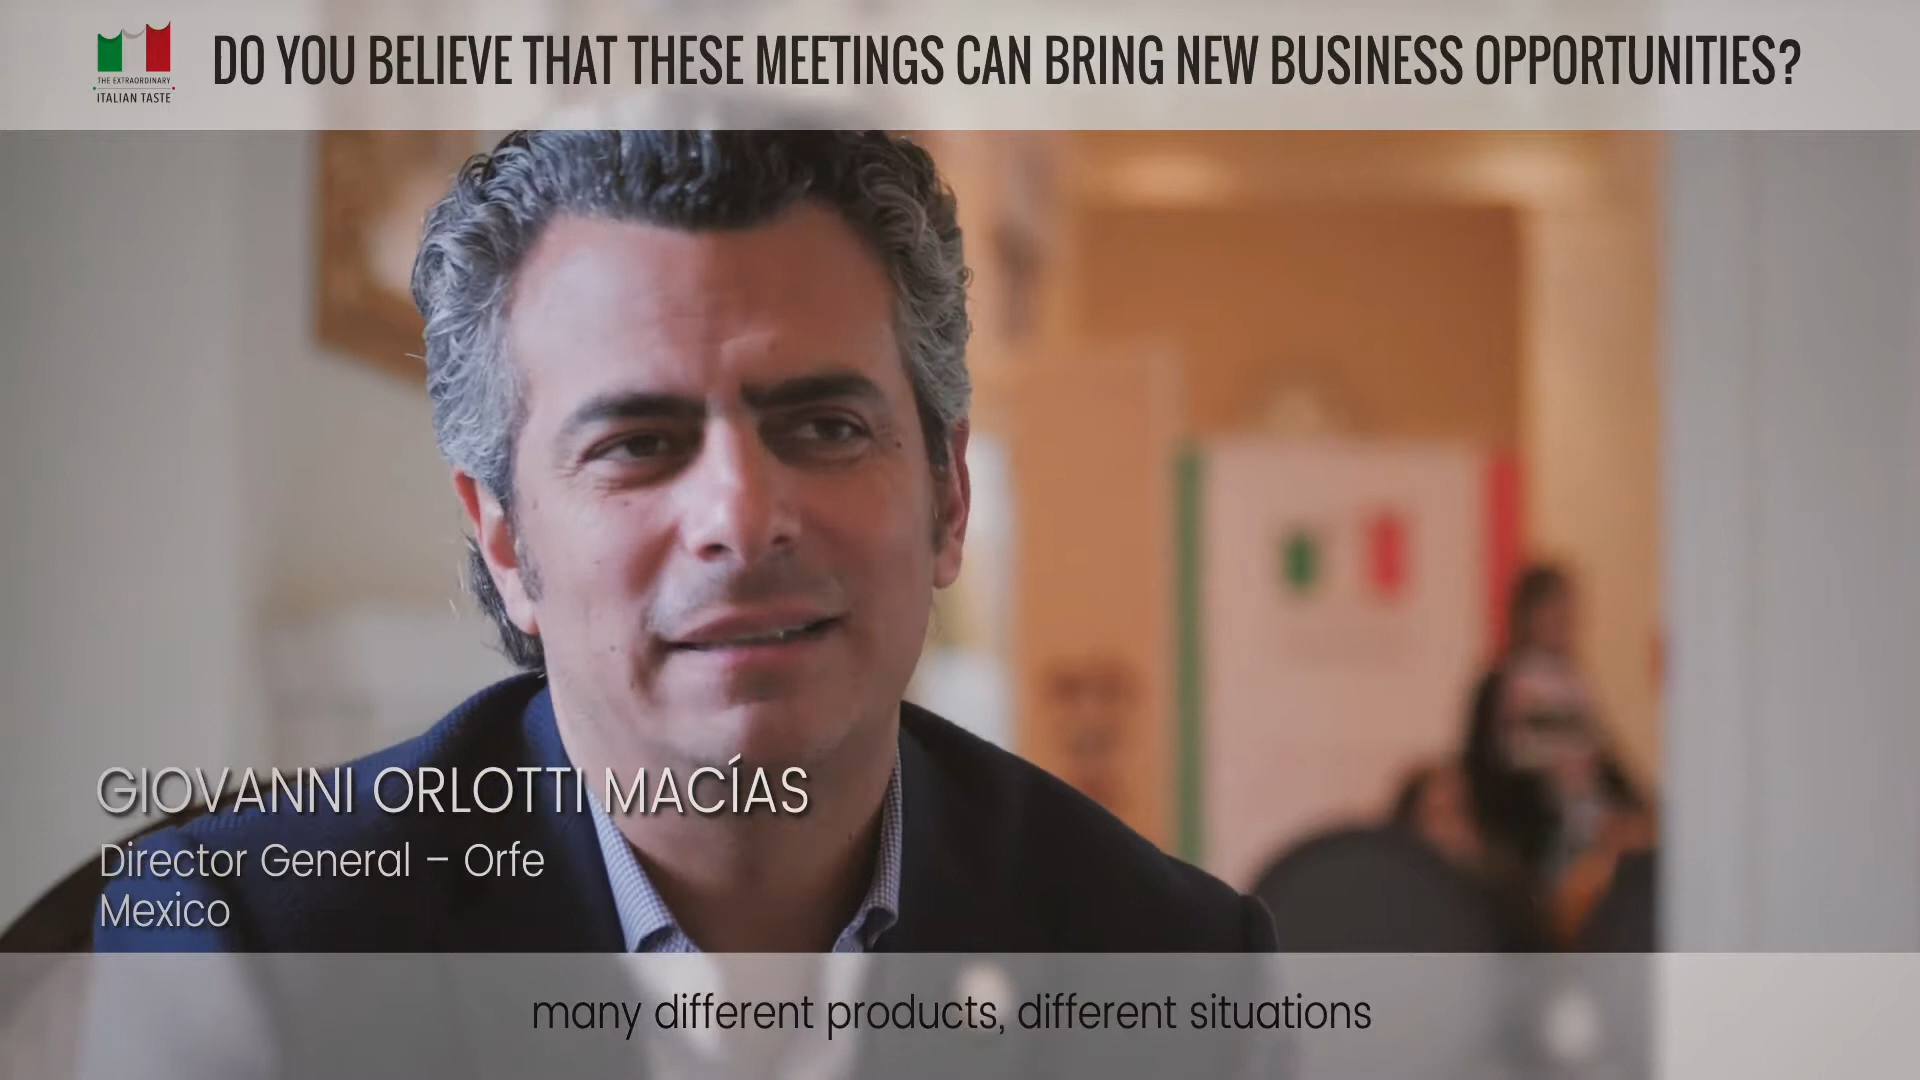 DO YOU BELIEVE THAT THESE MEETINGS CAN BRING NEW BUSINESS OPPORTUNITIES?
THE EXTRAORDINARY
ITALIAN TASTE
GIOVANNI ORLOTTI MACÍAS
Director General – Orfe
Mexico
many different products, different situations